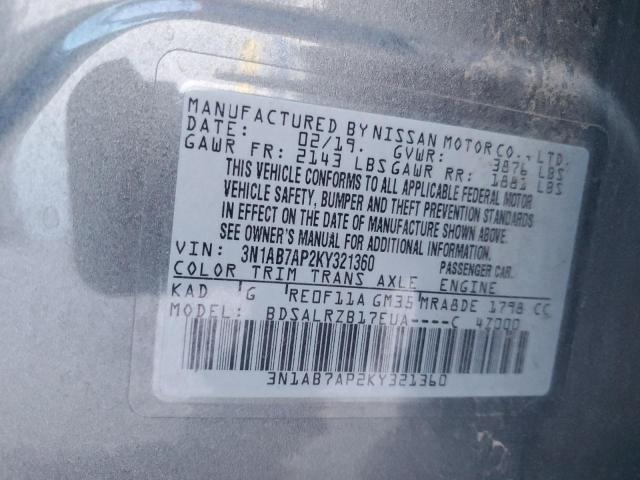 MANUFACTURED BY NISSAN MOTOR CO., LTD.
DATE: 02/19. GVWR: 3876 LBS
GAWR FR: 2143 LBS GAWR RR: 1881 LBS
THIS VEHICLE CONFORMS TO ALL APPLICABLE FEDERAL MOTOR
VEHICLE SAFETY, BUMPER AND THEFT PREVENTION STANDARDS
IN EFFECT ON THE DATE OF MANUFACTURE SHOWN ABOVE.
SEE OWNER'S MANUAL FOR ADDITIONAL INFORMATION.
VIN: 3N1AB7AP2KY321360 PASSENGER CAR
COLOR TRIM TRANS AXLE ENGINE
KAD G RE0F11A GM35 MRA8DE 1798 CC
MODEL: BDSALRZB17EUA----C 47000
3N1AB7AP2KY321360